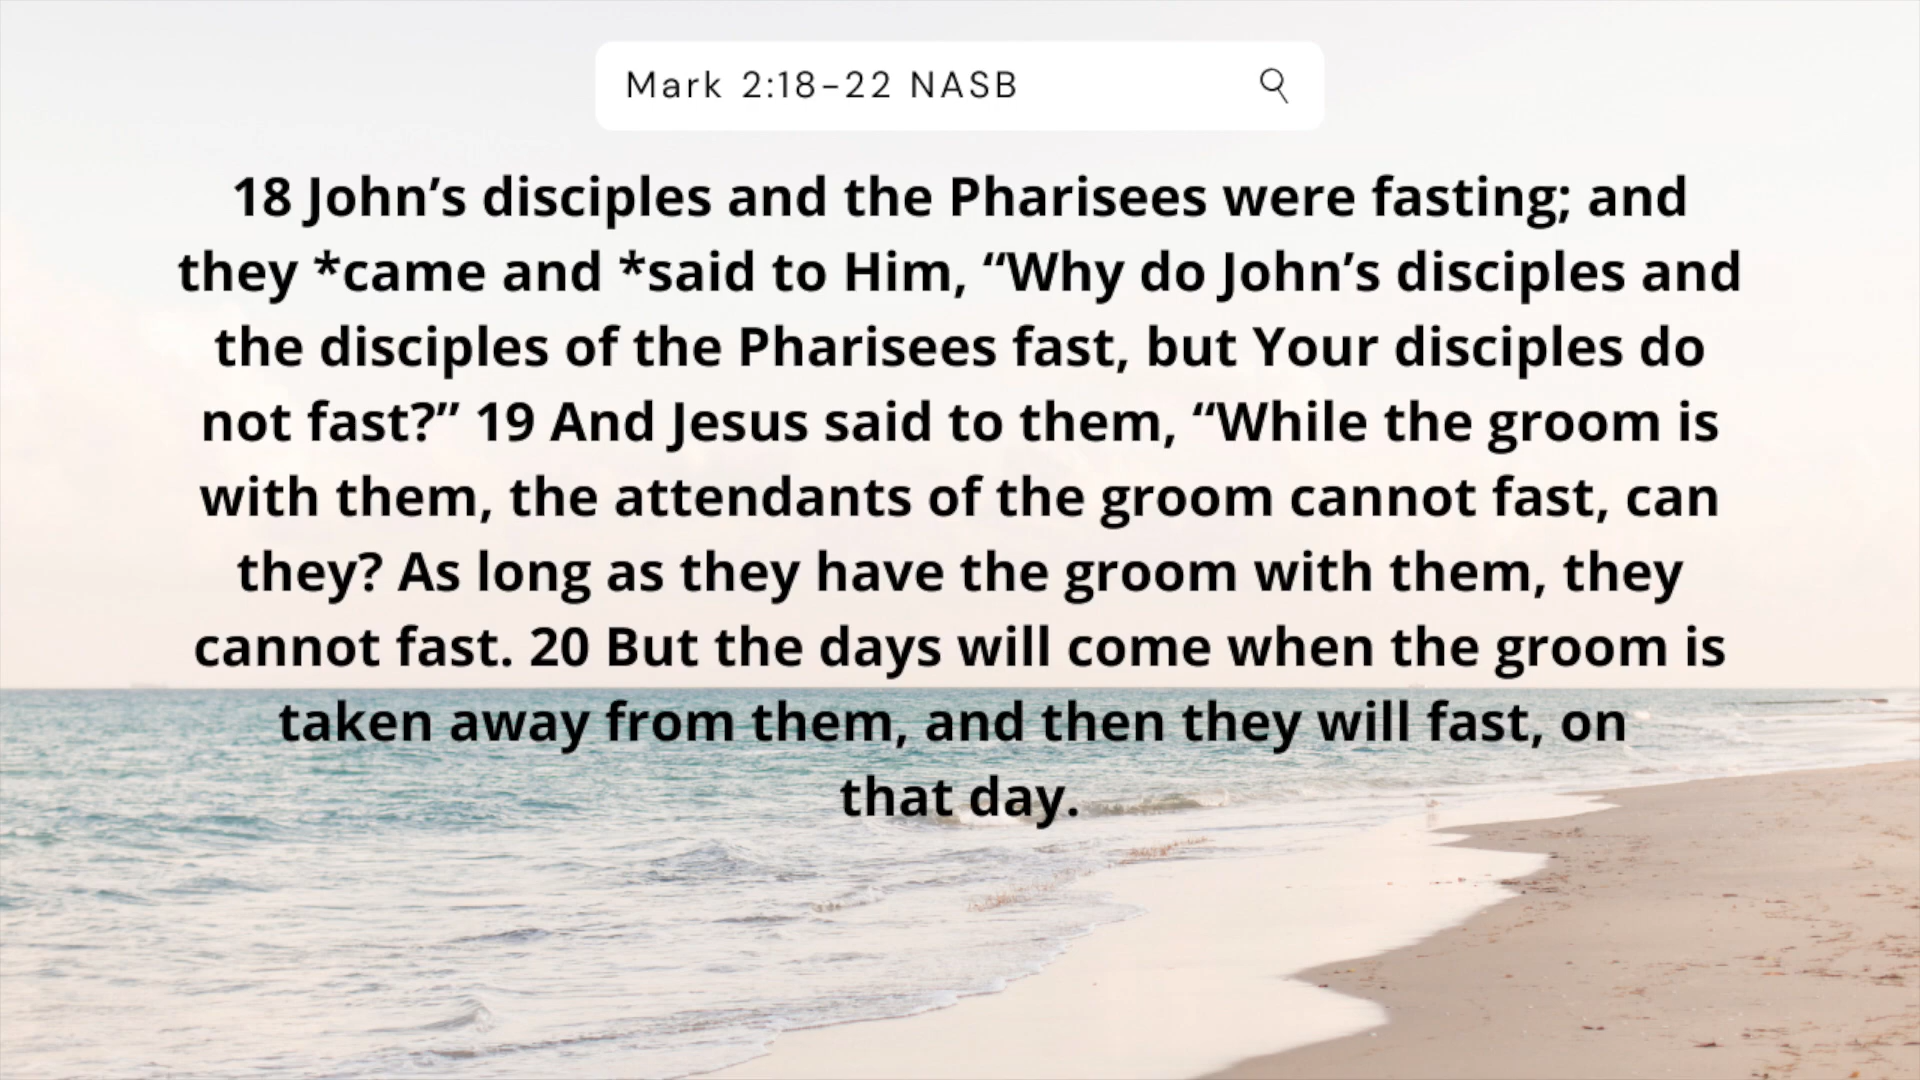 Mark 2:18-22 NASB
18 John’s disciples and the Pharisees were fasting; and
they *came and *said to Him, “Why do John’s disciples and
the disciples of the Pharisees fast, but Your disciples do
not fast?” 19 And Jesus said to them, “While the groom is
with them, the attendants of the groom cannot fast, can
they? As long as they have the groom with them, they
cannot fast. 20 But the days will come when the groom is
taken away from them, and then they will fast, on
that day.